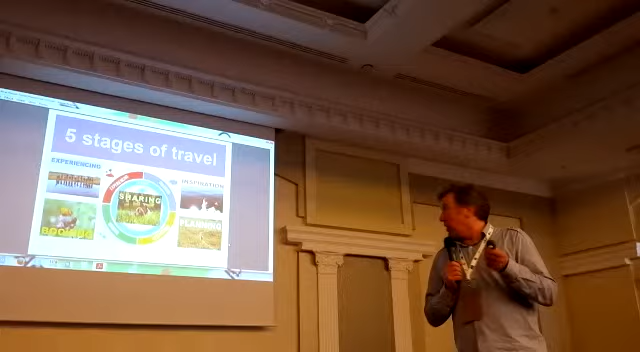 5 stages of travel
EXPERIENCING
INSPIRATION
SHARING
PLANNING
BOOKING